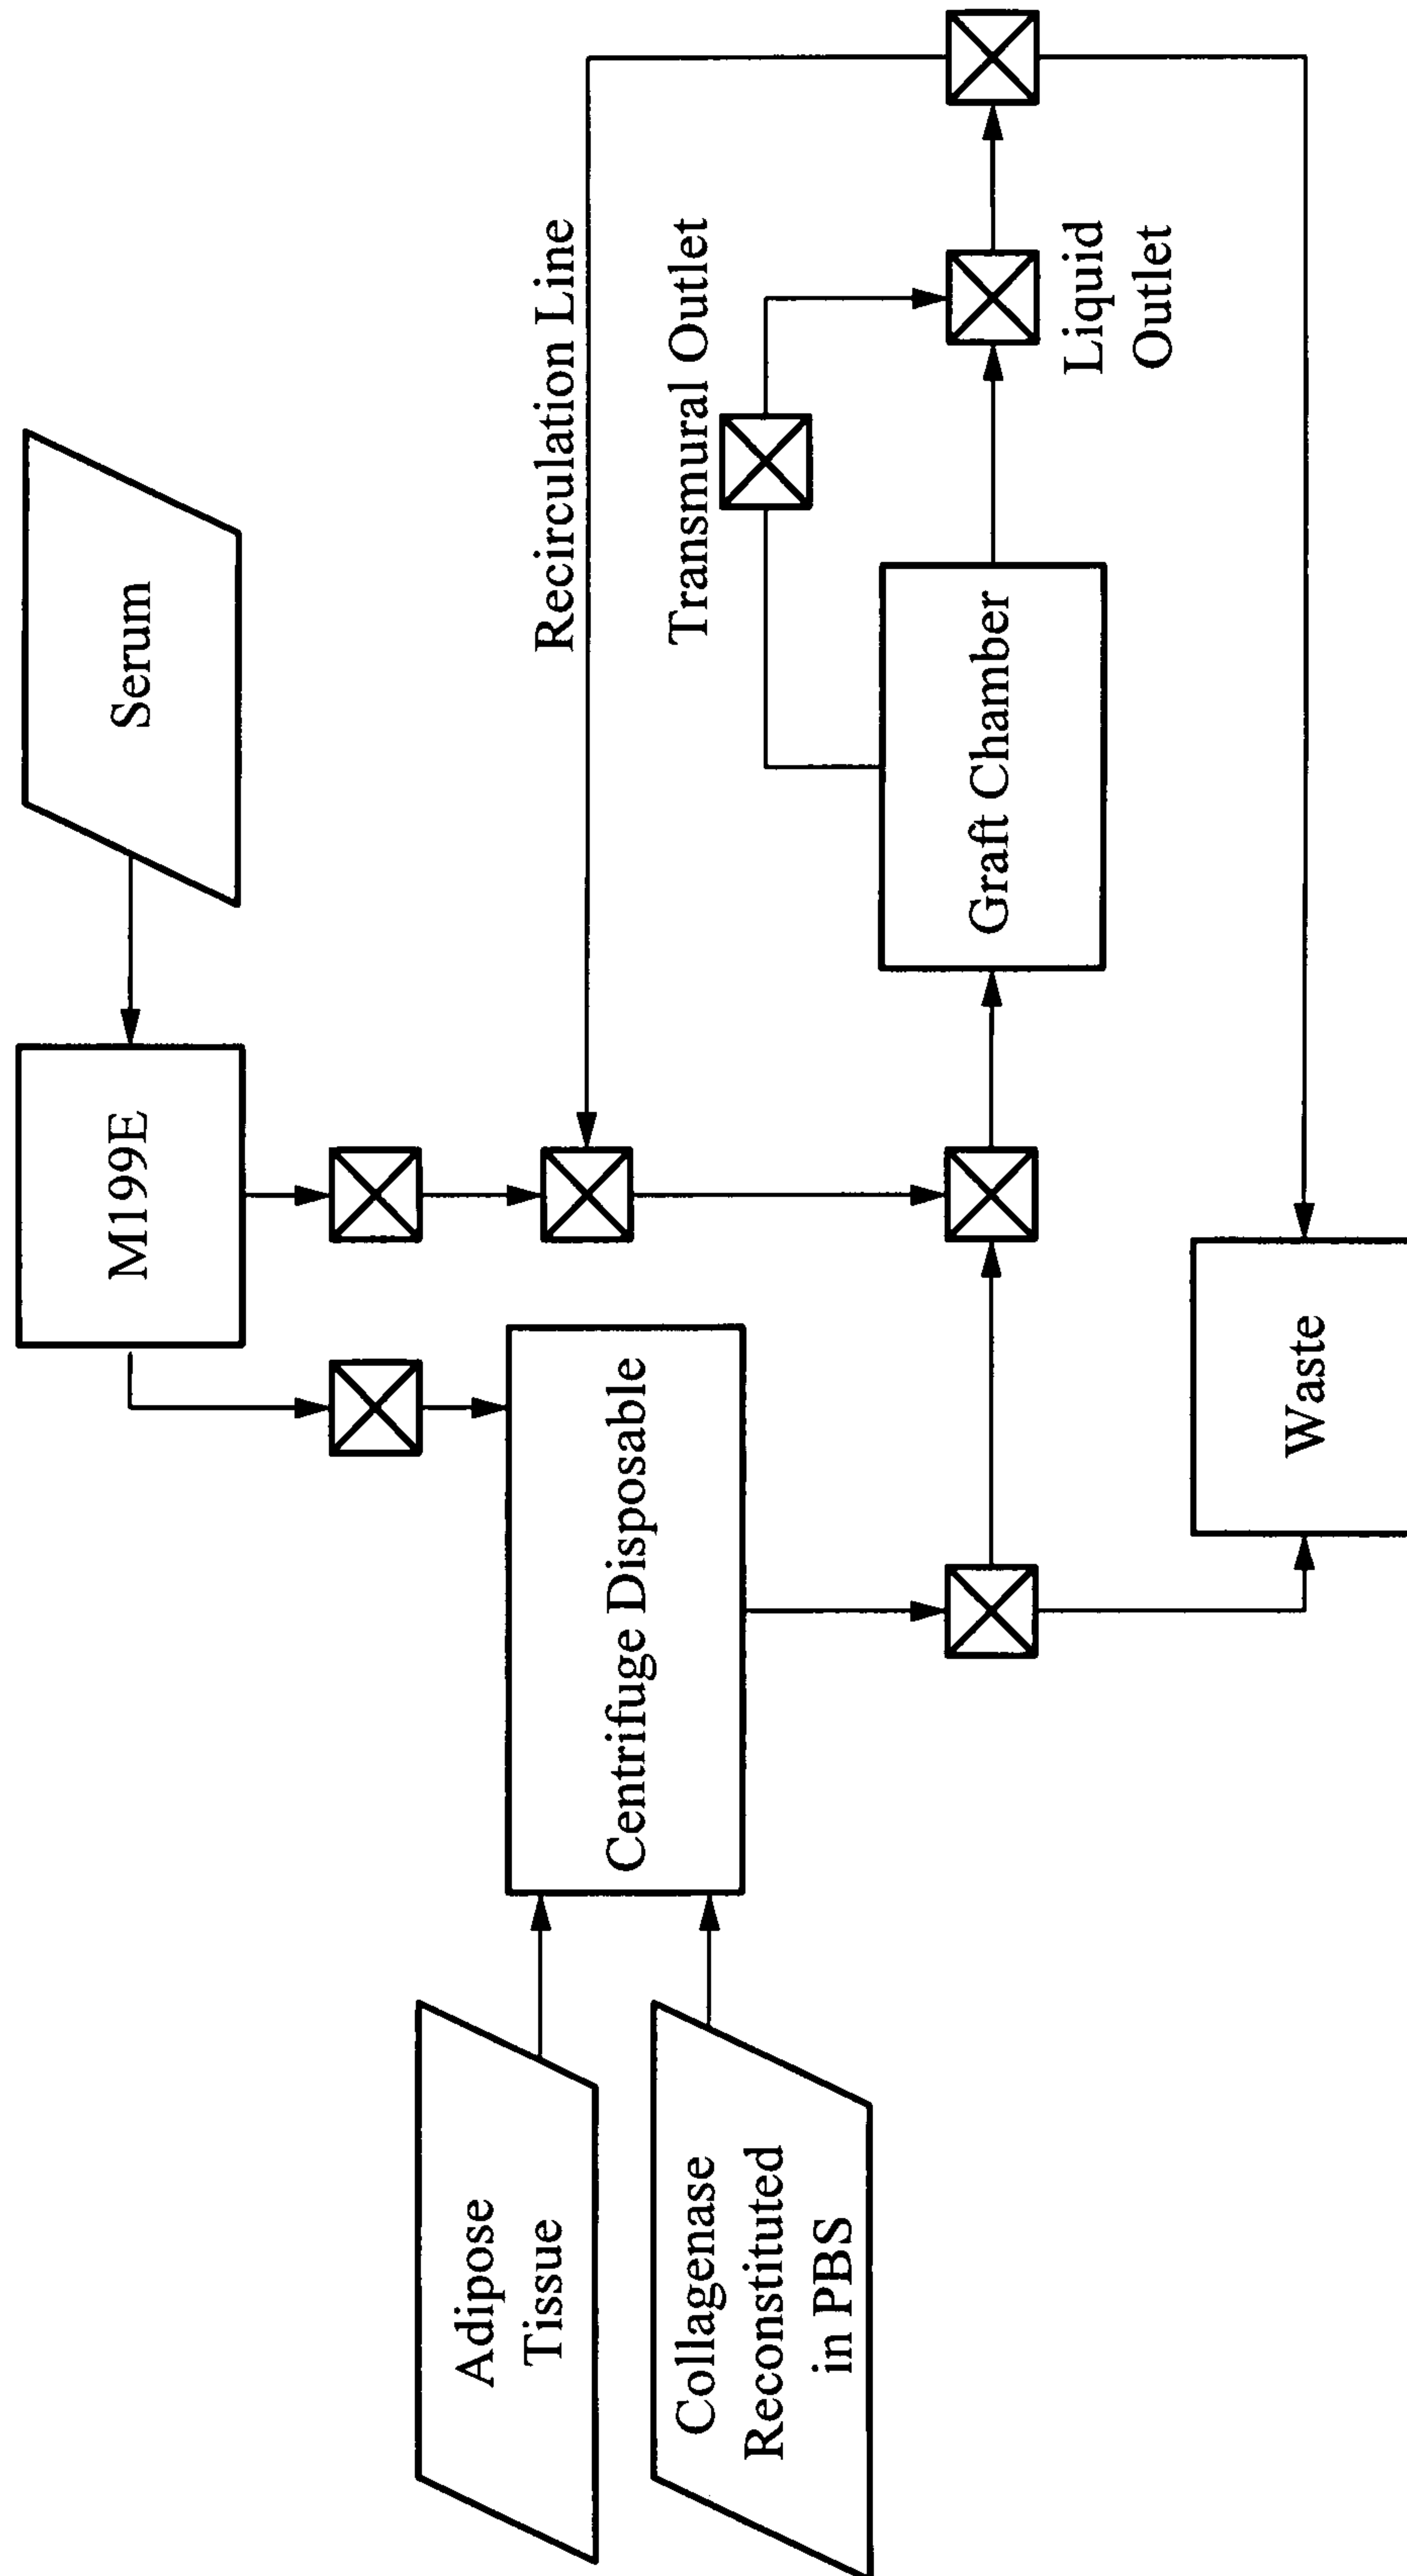 Serum
M199E
Recirculation Line
Transmural Outlet
Liquid
Outlet
Graft Chamber
Centrifuge Disposable
Waste
Adipose
Tissue
Collagenase
Reconstituted
in PBS